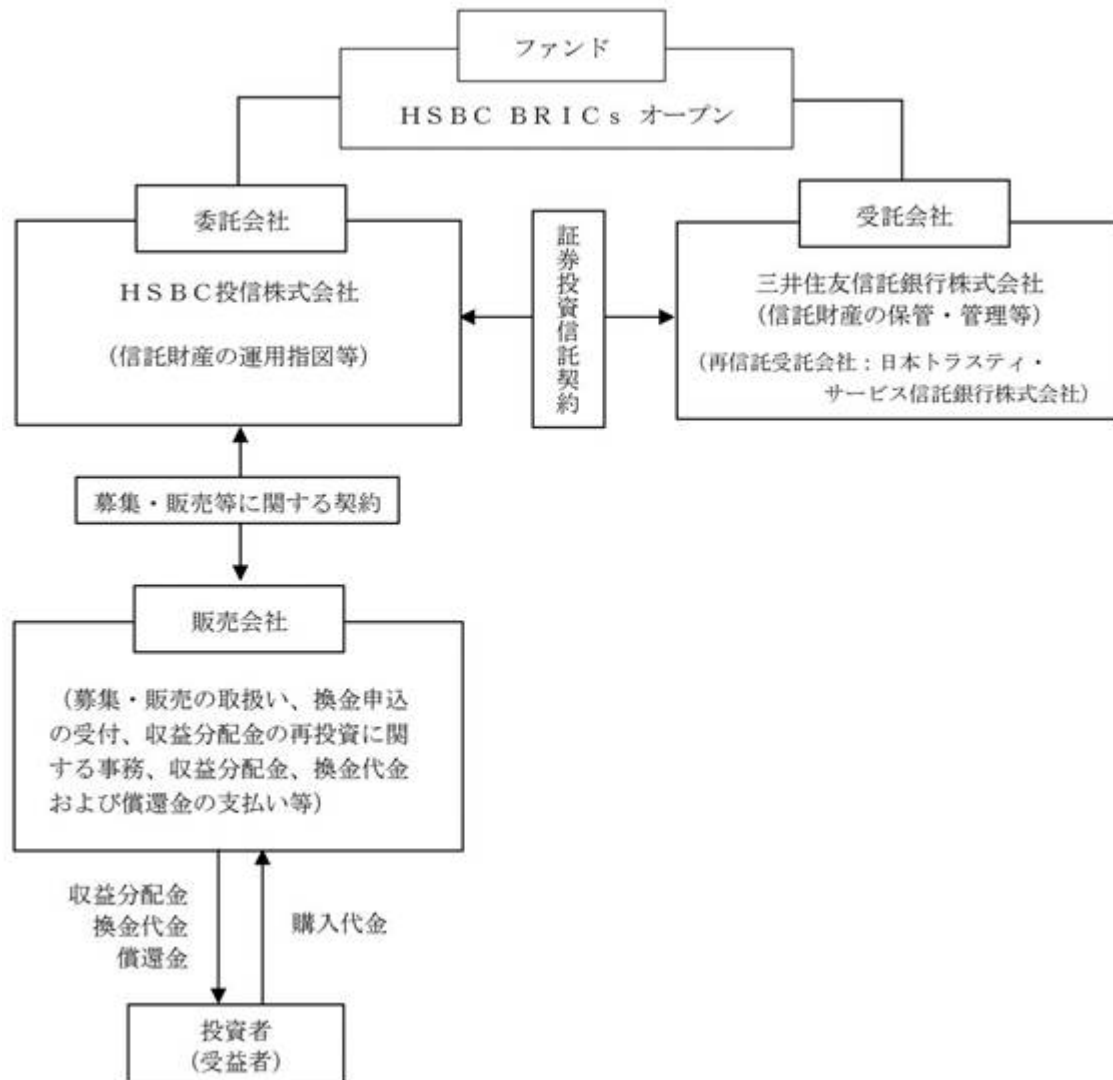 ファンド
ＨＳＢＣ ＢＲＩＣｓ オープン
委託会社
ＨＳＢＣ投信株式会社
（信託財産の運用指図等）
証券投資信託契約
受託会社
三井住友信託銀行株式会社
（信託財産の保管・管理等）
（再信託受託会社：日本トラスティ・
サービス信託銀行株式会社）
募集・販売等に関する契約
販売会社
（募集・販売の取扱い、換金申込
の受付、収益分配金の再投資に関
する事務、収益分配金、換金代金
および償還金の支払い等）
収益分配金
換金代金
償還金
購入代金
投資者
（受益者）